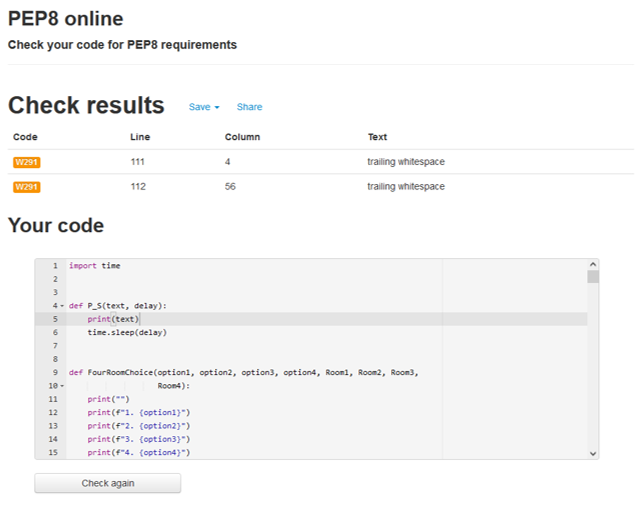 PEP8 online
Check your code for PEP8 requirements
Check results Save Share
Code Line Column Text
W291 111 4 trailing whitespace
W291 112 56 trailing whitespace
Your code
1 import time
2
3
4 def P_S(text, delay):
5 print(text)
6 time.sleep(delay)
7
8
9 def FourRoomChoice(option1, option2, option3, option4, Room1, Room2, Room3,
10 Room4):
11 print("")
12 print(f"1. {option1}")
13 print(f"2. {option2}")
14 print(f"3. {option3}")
15 print(f"4. {option4}")
Check again